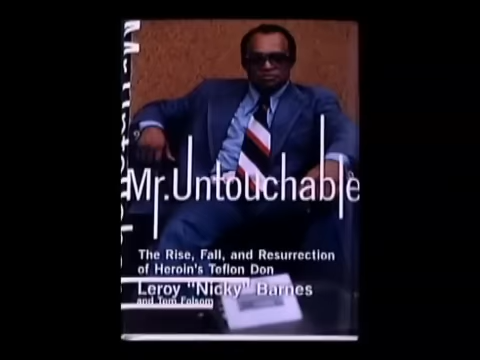 Mr. Untouchable
The Rise, Fall, and Resurrection
of Heroin's Teflon Don
Leroy "Nicky" Barnes
and Tom Folsom